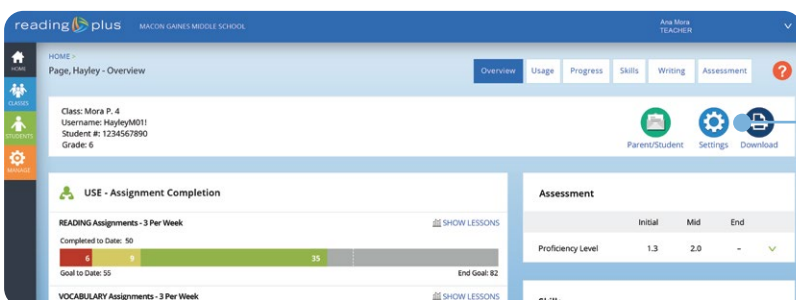 reading plus MACON GAINES MIDDLE SCHOOL
Ana Mora
TEACHER
HOME
CLASSES
STUDENTS
MANAGE
HOME >
Page, Hayley - Overview
Overview Usage Progress Skills Writing Assessment ?
Class: Mora P. 4
Username: HayleyM01!
Student #: 1234567890
Grade: 6
Parent/Student Settings Download
USE - Assignment Completion
READING Assignments - 3 Per Week SHOW LESSONS
Completed to Date: 50
6 9 35
Goal to Date: 55 End Goal: 82
VOCABULARY Assignments - 3 Per Week SHOW LESSONS
Assessment
Initial Mid End
Proficiency Level 1.3 2.0 -
Skills